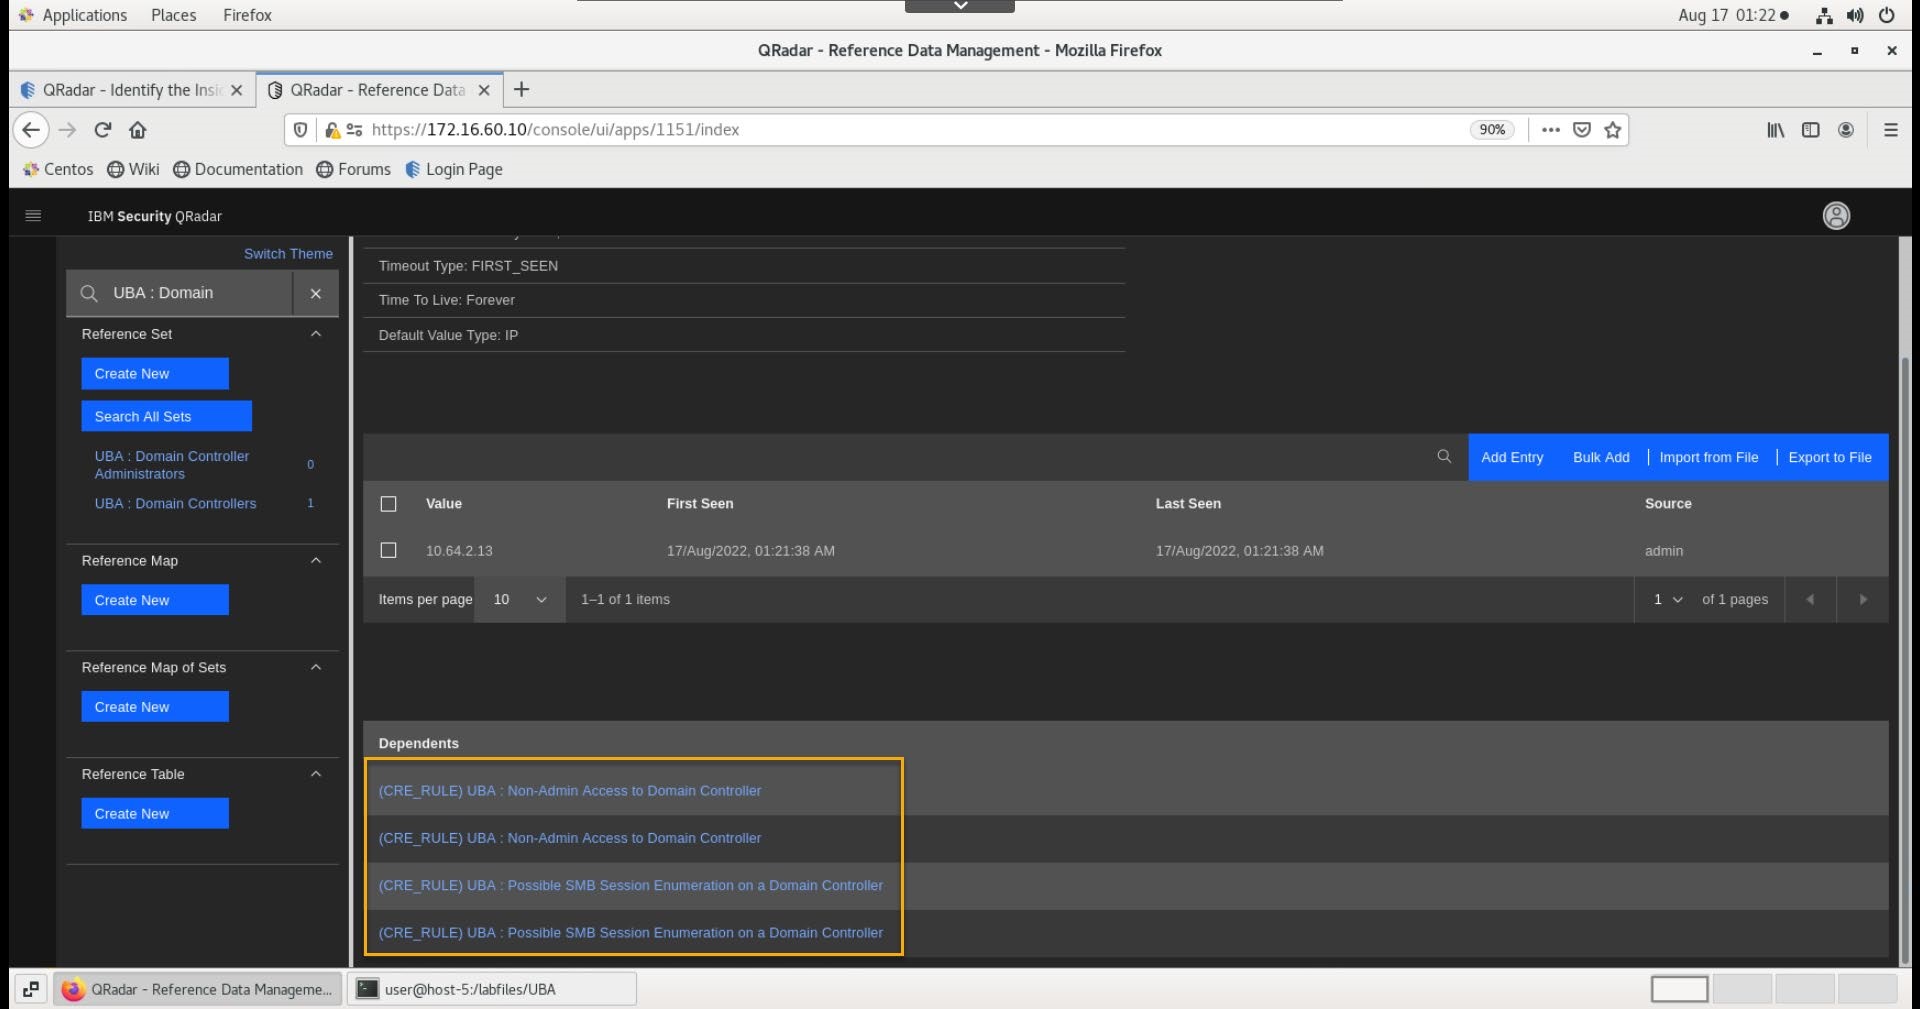 Applications Places Firefox Aug 17 01:22
QRadar - Reference Data Management - Mozilla Firefox
QRadar - Identify the Insi QRadar - Reference Data
https://172.16.60.10/console/ui/apps/1151/index 90%
Centos Wiki Documentation Forums Login Page
IBM Security QRadar
Switch Theme
UBA : Domain
Reference Set
Create New
Search All Sets
UBA : Domain Controller
Administrators 0
UBA : Domain Controllers 1
Reference Map
Create New
Reference Map of Sets
Create New
Reference Table
Create New
Timeout Type: FIRST_SEEN
Time To Live: Forever
Default Value Type: IP
Add Entry Bulk Add Import from File Export to File
Value First Seen Last Seen Source
10.64.2.13 17/Aug/2022, 01:21:38 AM 17/Aug/2022, 01:21:38 AM admin
Items per page 10 1–1 of 1 items 1 of 1 pages
Dependents
(CRE_RULE) UBA : Non-Admin Access to Domain Controller
(CRE_RULE) UBA : Non-Admin Access to Domain Controller
(CRE_RULE) UBA : Possible SMB Session Enumeration on a Domain Controller
(CRE_RULE) UBA : Possible SMB Session Enumeration on a Domain Controller
QRadar - Reference Data Manageme... user@host-5:/labfiles/UBA